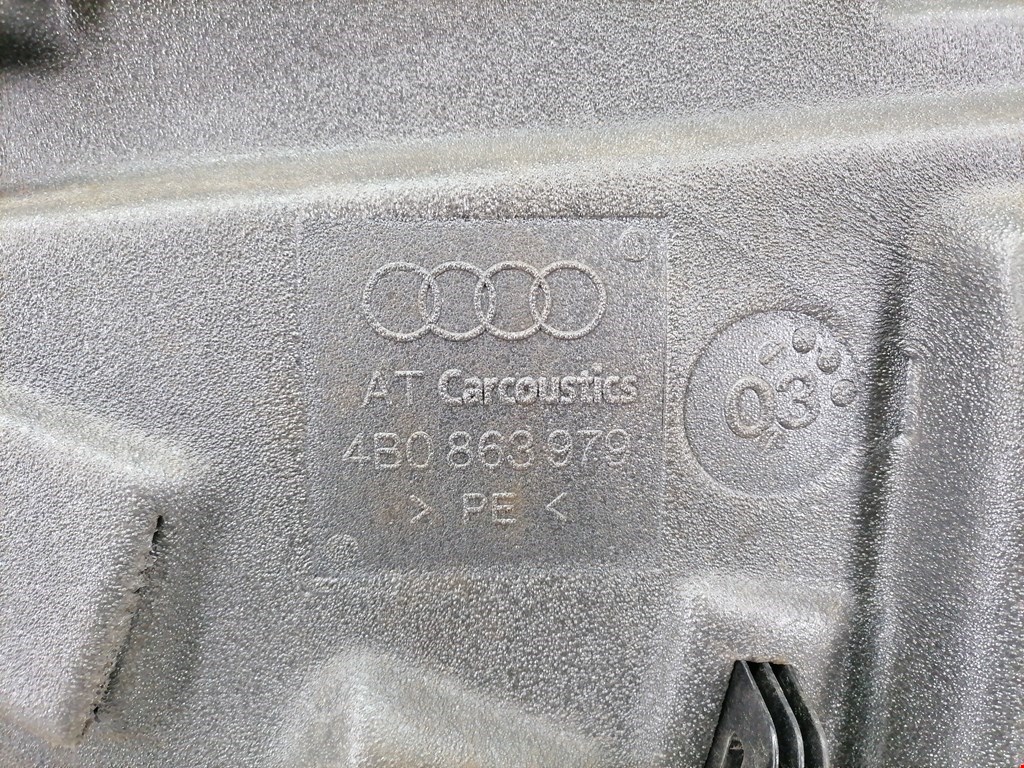 AT Carcoustics
4B0 863 979
> PE <
03